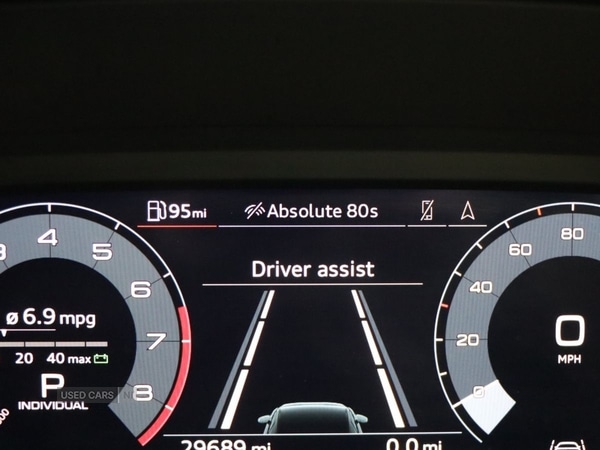 95mi Absolute 80s
Driver assist
3 4 5 6 7 8
ø 6.9 mpg
20 40 max
P
INDIVIDUAL
USED CARS
0 20 60 80
0
MPH
29689 mi 0.0 mi